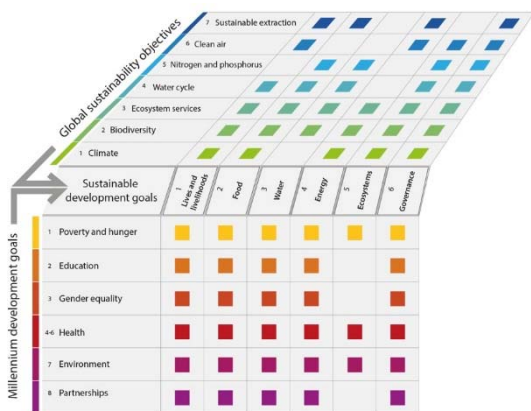 7 Sustainable extraction
6 Clean air
5 Nitrogen and phosphorus
4 Water cycle
3 Ecosystem services
2 Biodiversity
1 Climate
Global sustainability objectives
Sustainable
development goals
1 Lives and
livelihoods
2 Food
3 Water
4 Energy
5 Ecosystems
6 Governance
Millennium development goals
1 Poverty and hunger
2 Education
3 Gender equality
4-6 Health
7 Environment
8 Partnerships